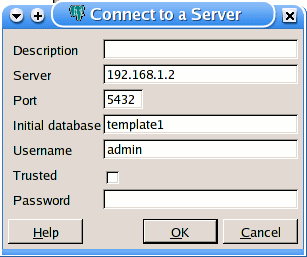 Connect to a Server
Description
Server 192.168.1.2
Port 5432
Initial database template1
Username admin
Trusted
Password
Help OK Cancel